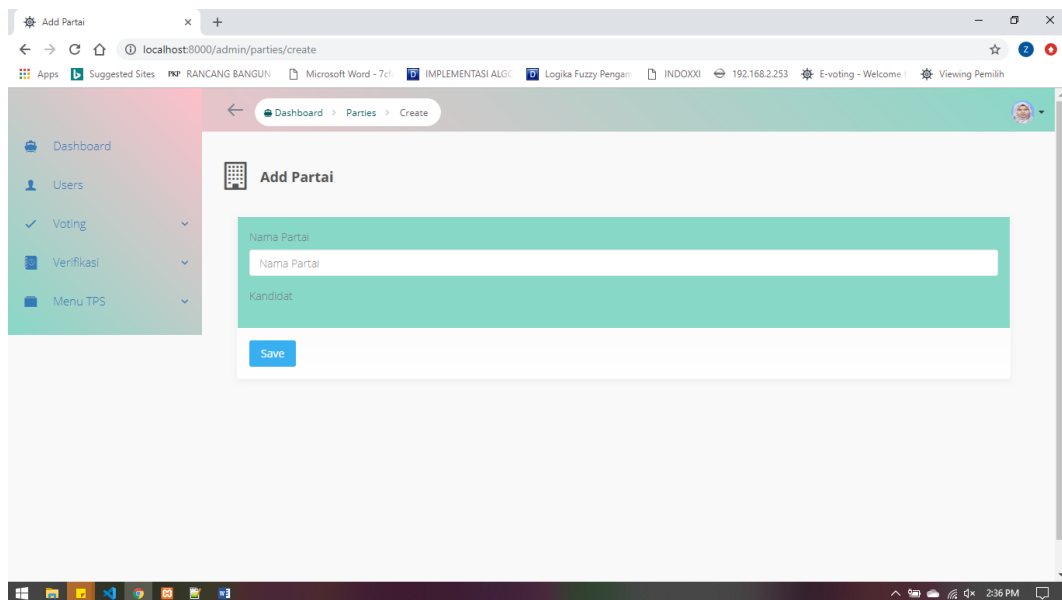 Add Partai
localhost:8000/admin/parties/create
Z
Apps Suggested Sites PKP RANCANG BANGUN Microsoft Word - 7cf IMPLEMENTASI ALGO Logika Fuzzy Pengam INDOXXI 192.168.2.253 E-voting - Welcome Viewing Pemilih
Dashboard > Parties > Create
Dashboard
Users
Voting
Verifikasi
Menu TPS
Add Partai
Nama Partai
Nama Partai
Kandidat
Save
2:36 PM